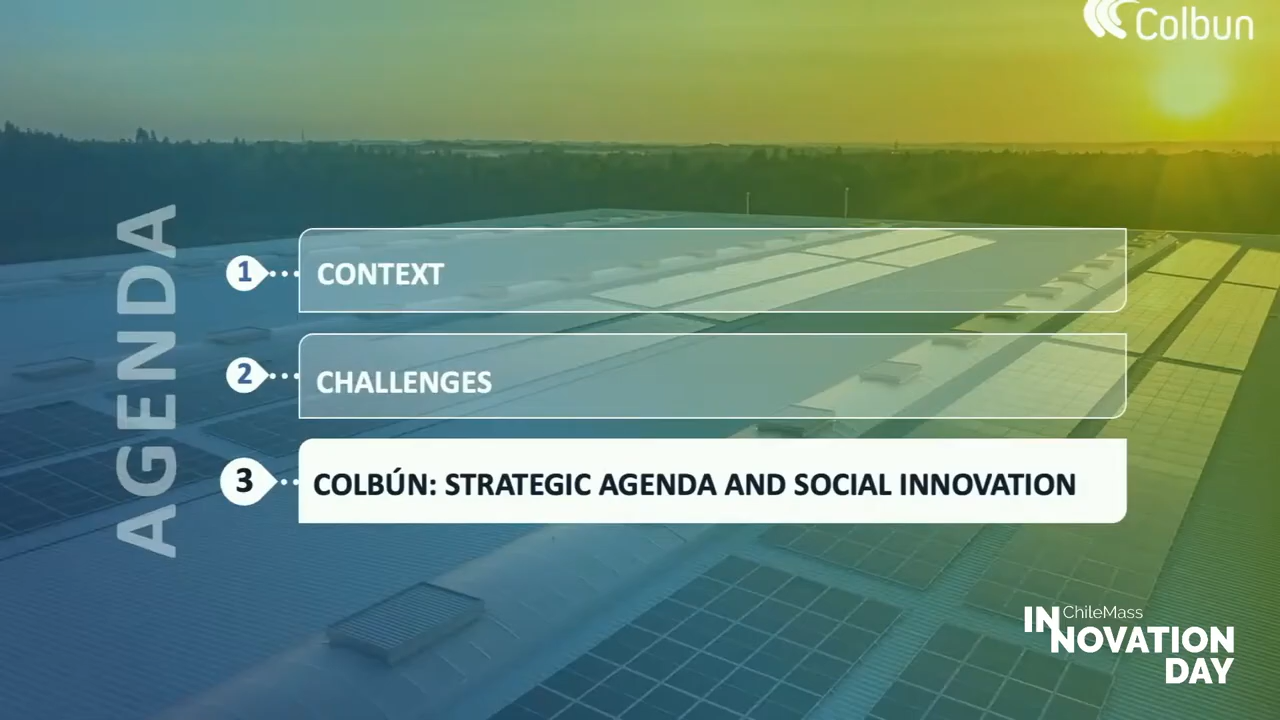 Colbun
AGENDA
1
CONTEXT
2
CHALLENGES
3
COLBÚN: STRATEGIC AGENDA AND SOCIAL INNOVATION
ChileMass
INNOVATION
DAY